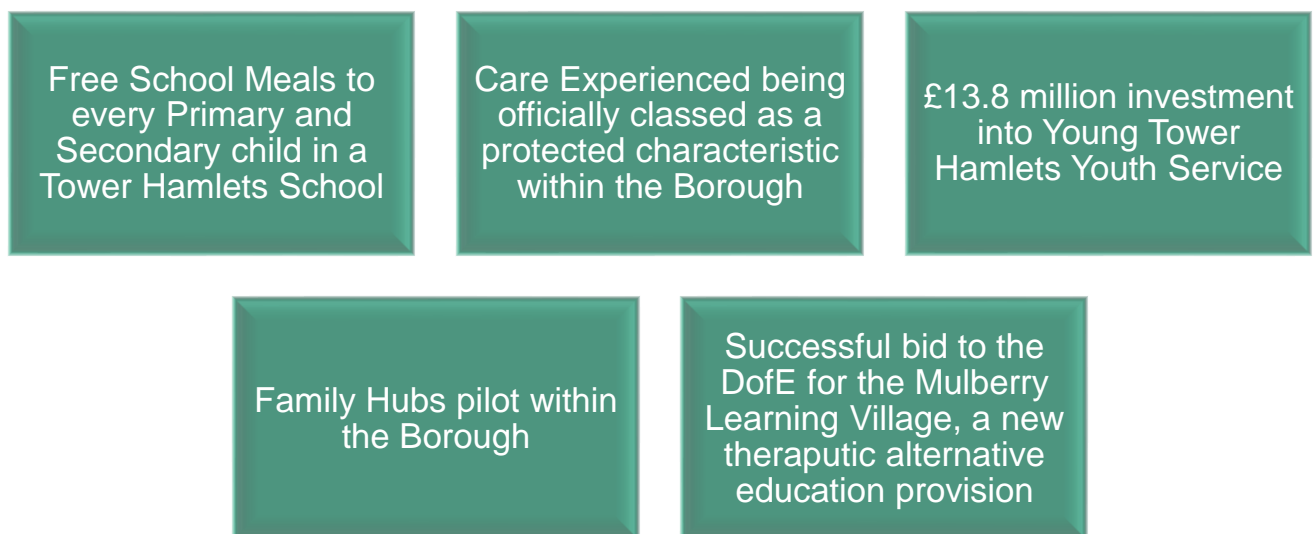 Free School Meals to
every Primary and
Secondary child in a
Tower Hamlets School
Care Experienced being
officially classed as a
protected characteristic
within the Borough
£13.8 million investment
into Young Tower
Hamlets Youth Service
Family Hubs pilot within
the Borough
Successful bid to the
DofE for the Mulberry
Learning Village, a new
theraputic alternative
education provision